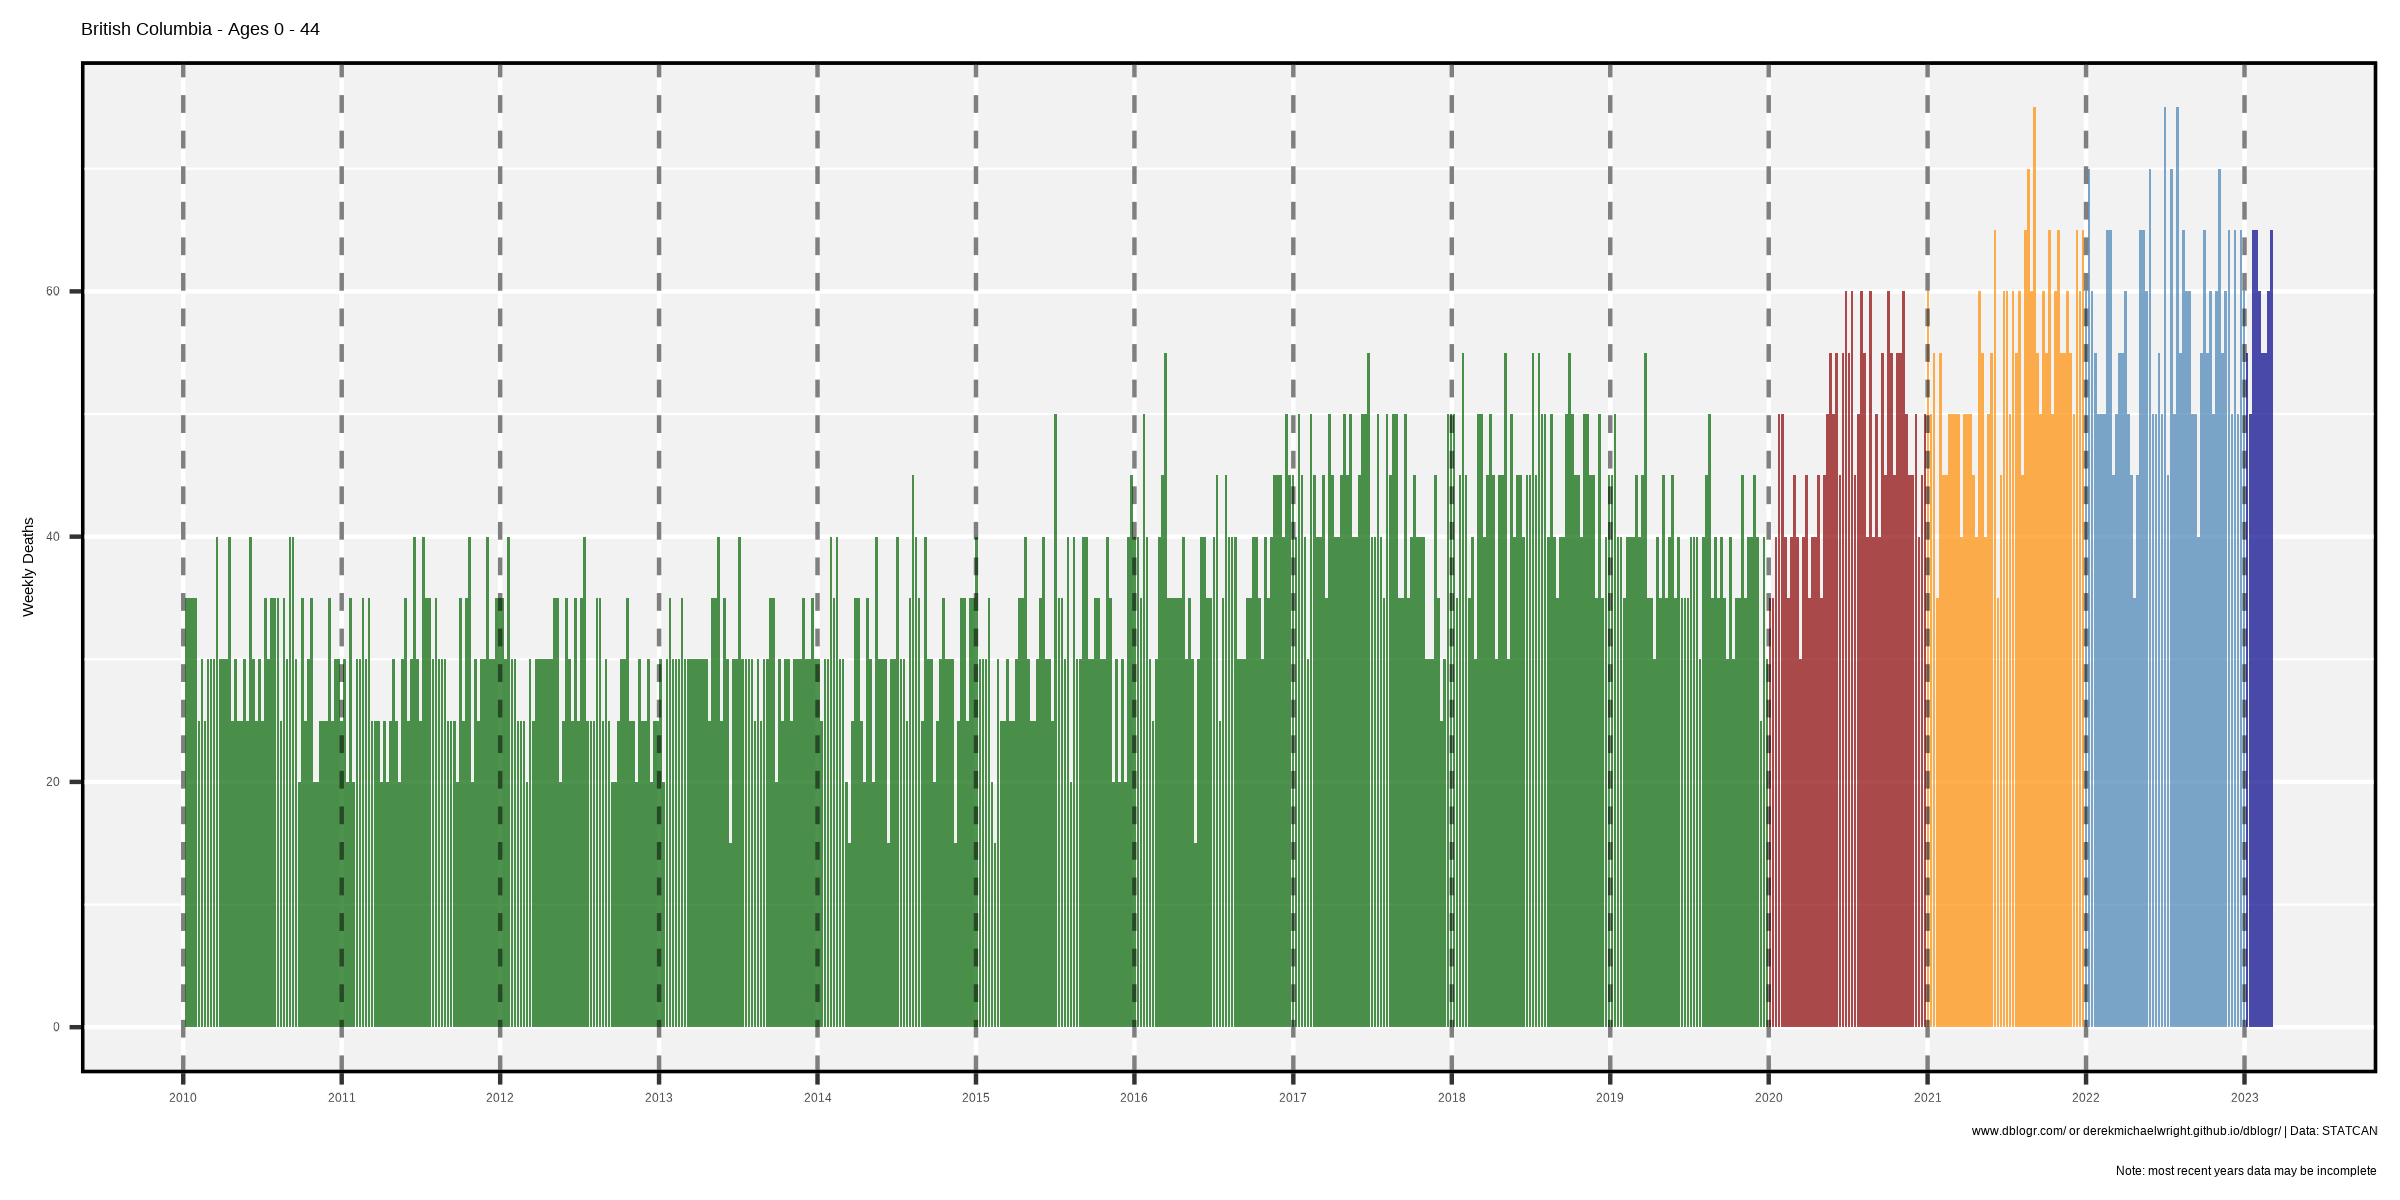 British Columbia - Ages 0 - 44
Weekly Deaths
60
40
20
0
2010 2011 2012 2013 2014 2015 2016 2017 2018 2019 2020 2021 2022 2023
www.dblogr.com/ or derekmichaelwright.github.io/dblogr/ | Data: STATCAN
Note: most recent years data may be incomplete